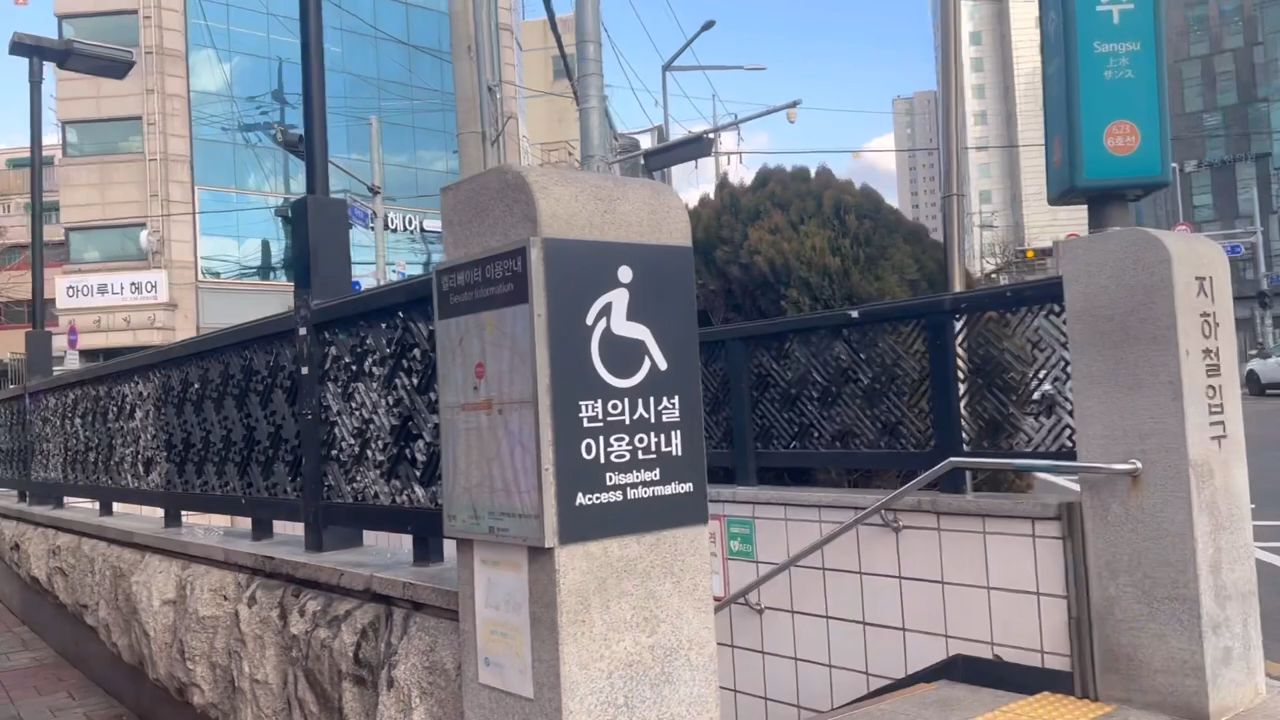 수
Sangsu
上水
サンス
623
6호선
헤어
하이루나 헤어
엘리베이터 이용안내
Elevator Information
편의시설
이용안내
Disabled
Access Information
AED
지하철입구